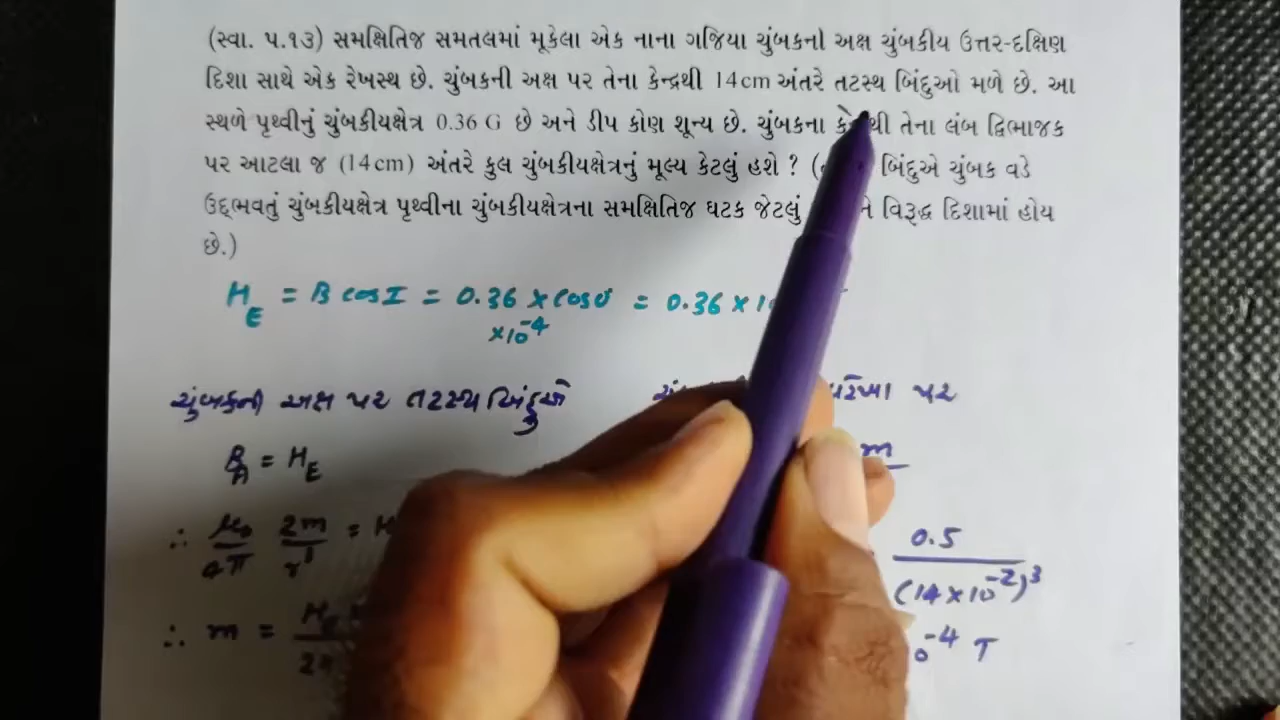 (સ્વા. ૫.૧૩) સમક્ષિતિજ સમતલમાં મૂકેલા એક નાના ગજિયા ચુંબકનો અક્ષ ચુંબકીય ઉત્તર-દક્ષિણ
દિશા સાથે એક રેખસ્થ છે. ચુંબકની અક્ષ પર તેના કેન્દ્રથી 14cm અંતરે તટસ્થ બિંદુઓ મળે છે. આ
સ્થળે પૃથ્વીનું ચુંબકીયક્ષેત્ર 0.36 G છે અને ડીપ કોણ શૂન્ય છે. ચુંબકના તેના લંબ દ્વિભાજક
પર આટલા જ (14cm) અંતરે કુલ ચુંબકીયક્ષેત્રનું મૂલ્ય કેટલું હશે ? બિંદુએ ચુંબક વડે
ઉદ્ભવતું ચુંબકીયક્ષેત્ર પૃથ્વીના ચુંબકીયક્ષેત્રના સમક્ષિતિજ ઘટક જેટલું વિરૂદ્ધ દિશામાં હોય
છે.)
H_E = B cos I = 0.36 × cos 0 = 0.36 ×
×10⁻⁴
ચુંબકની અક્ષ પર તટસ્થ બિંદુઓ
પર
B_A = H_E
m
∴ μ₀/4π 2m/r³ =
0.5/(14×10⁻²)³
∴ m =
T